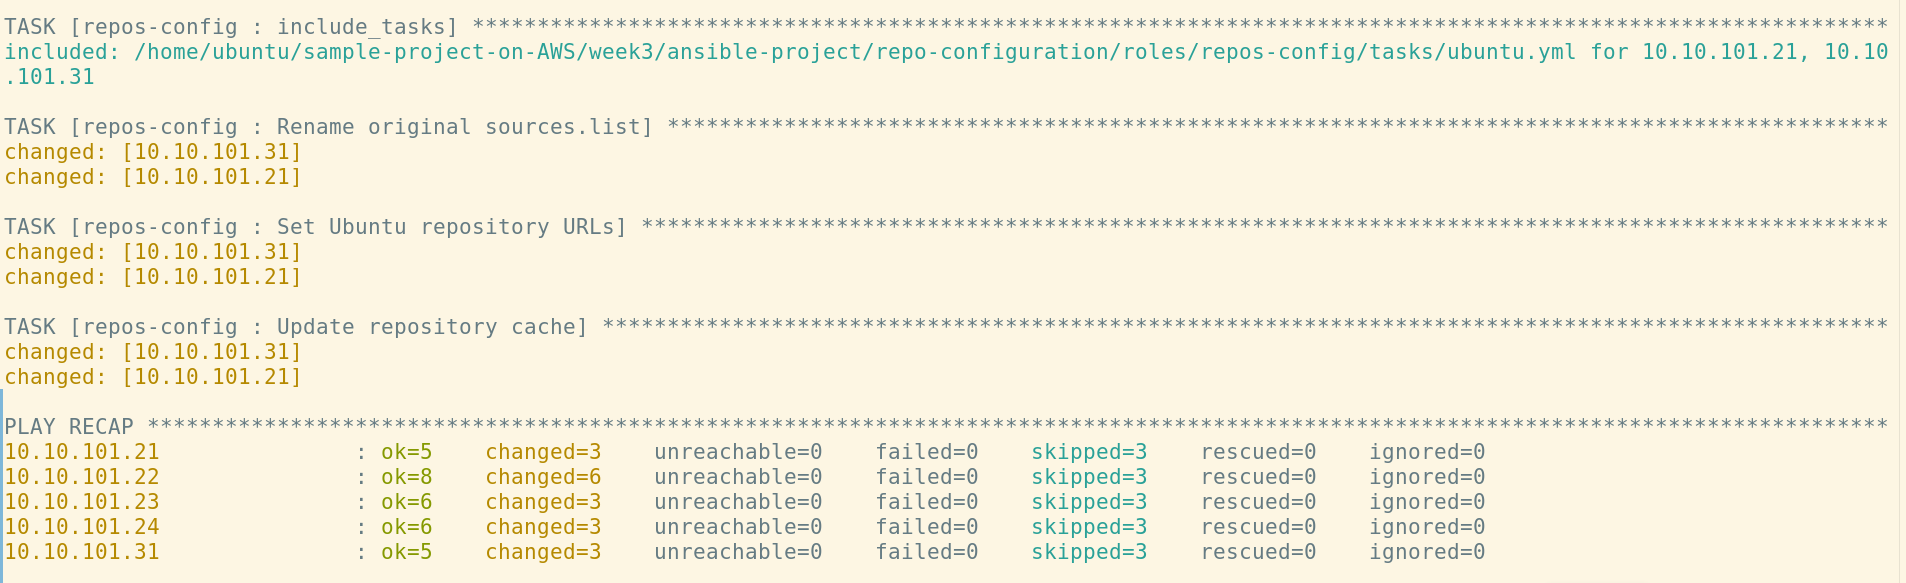 TASK [repos-config : include_tasks] *************************************************************************************************************
included: /home/ubuntu/sample-project-on-AWS/week3/ansible-project/repo-configuration/roles/repos-config/tasks/ubuntu.yml for 10.10.101.21, 10.10
.101.31
TASK [repos-config : Rename original sources.list] **********************************************************************************************
changed: [10.10.101.31]
changed: [10.10.101.21]
TASK [repos-config : Set Ubuntu repository URLs] ************************************************************************************************
changed: [10.10.101.31]
changed: [10.10.101.21]
TASK [repos-config : Update repository cache] ***************************************************************************************************
changed: [10.10.101.31]
changed: [10.10.101.21]
PLAY RECAP **************************************************************************************************************************************
10.10.101.21               : ok=5    changed=3    unreachable=0    failed=0    skipped=3    rescued=0    ignored=0
10.10.101.22               : ok=8    changed=6    unreachable=0    failed=0    skipped=3    rescued=0    ignored=0
10.10.101.23               : ok=6    changed=3    unreachable=0    failed=0    skipped=3    rescued=0    ignored=0
10.10.101.24               : ok=6    changed=3    unreachable=0    failed=0    skipped=3    rescued=0    ignored=0
10.10.101.31               : ok=5    changed=3    unreachable=0    failed=0    skipped=3    rescued=0    ignored=0